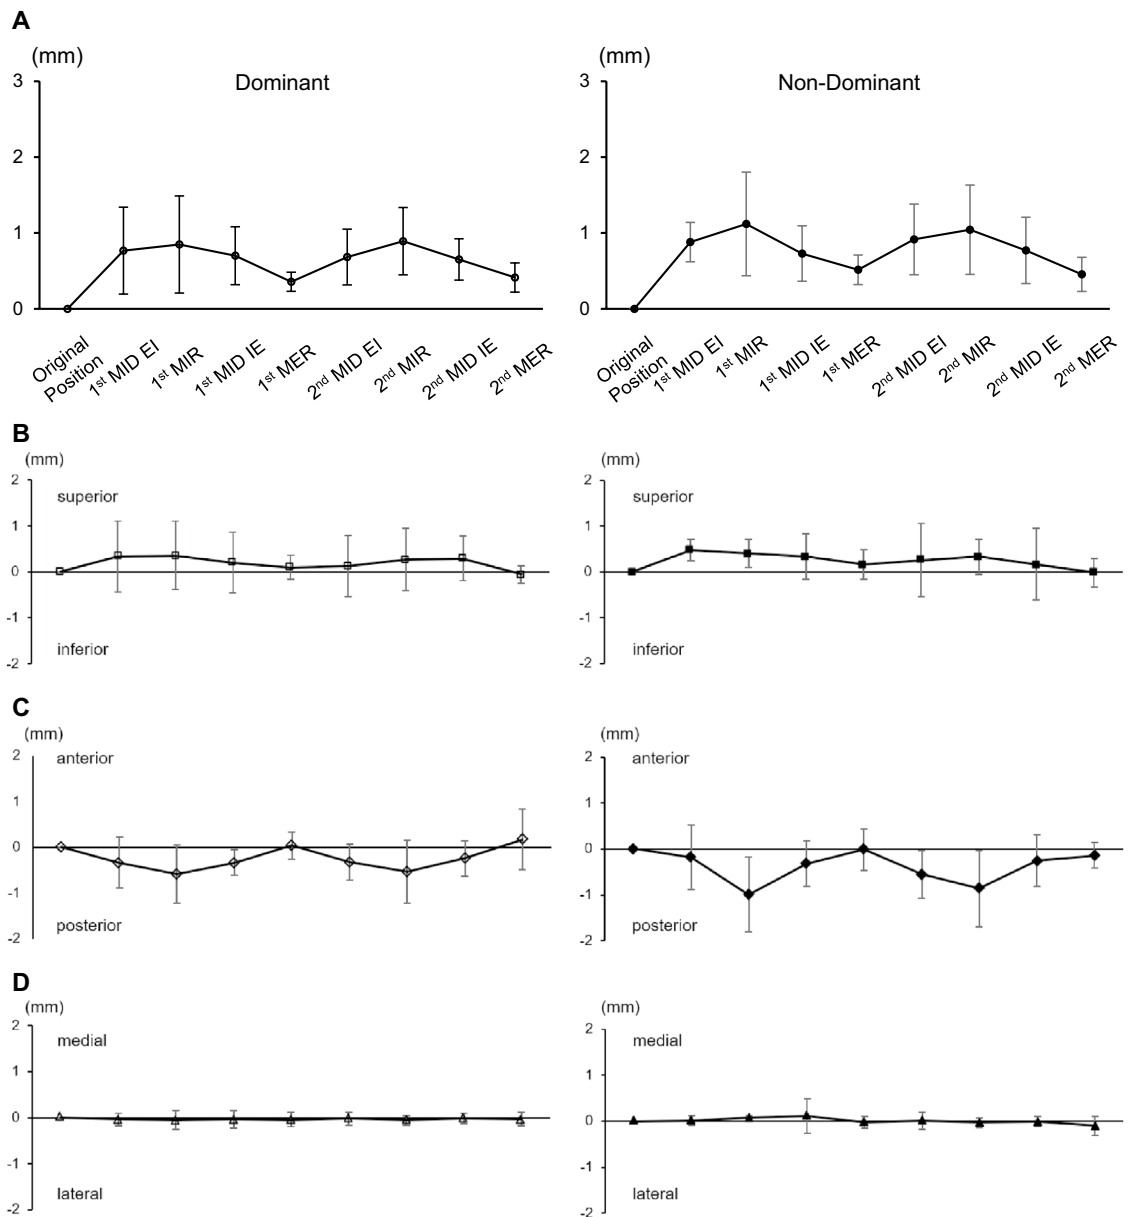 A
(mm)
Dominant
3
2
1
0
Original
Position
1st MID EI
1st MIR
1st MID IE
1st MER
2nd MID EI
2nd MIR
2nd MID IE
2nd MER
(mm)
Non-Dominant
3
2
1
0
Original
Position
1st MID EI
1st MIR
1st MID IE
1st MER
2nd MID EI
2nd MIR
2nd MID IE
2nd MER
B
(mm)
2
superior
1
0
-1
inferior
-2
(mm)
2
superior
1
0
-1
inferior
-2
C
(mm)
2
anterior
1
0
-1
posterior
-2
(mm)
2
anterior
1
0
-1
posterior
-2
D
(mm)
2
medial
1
0
-1
lateral
-2
(mm)
2
medial
1
0
-1
lateral
-2